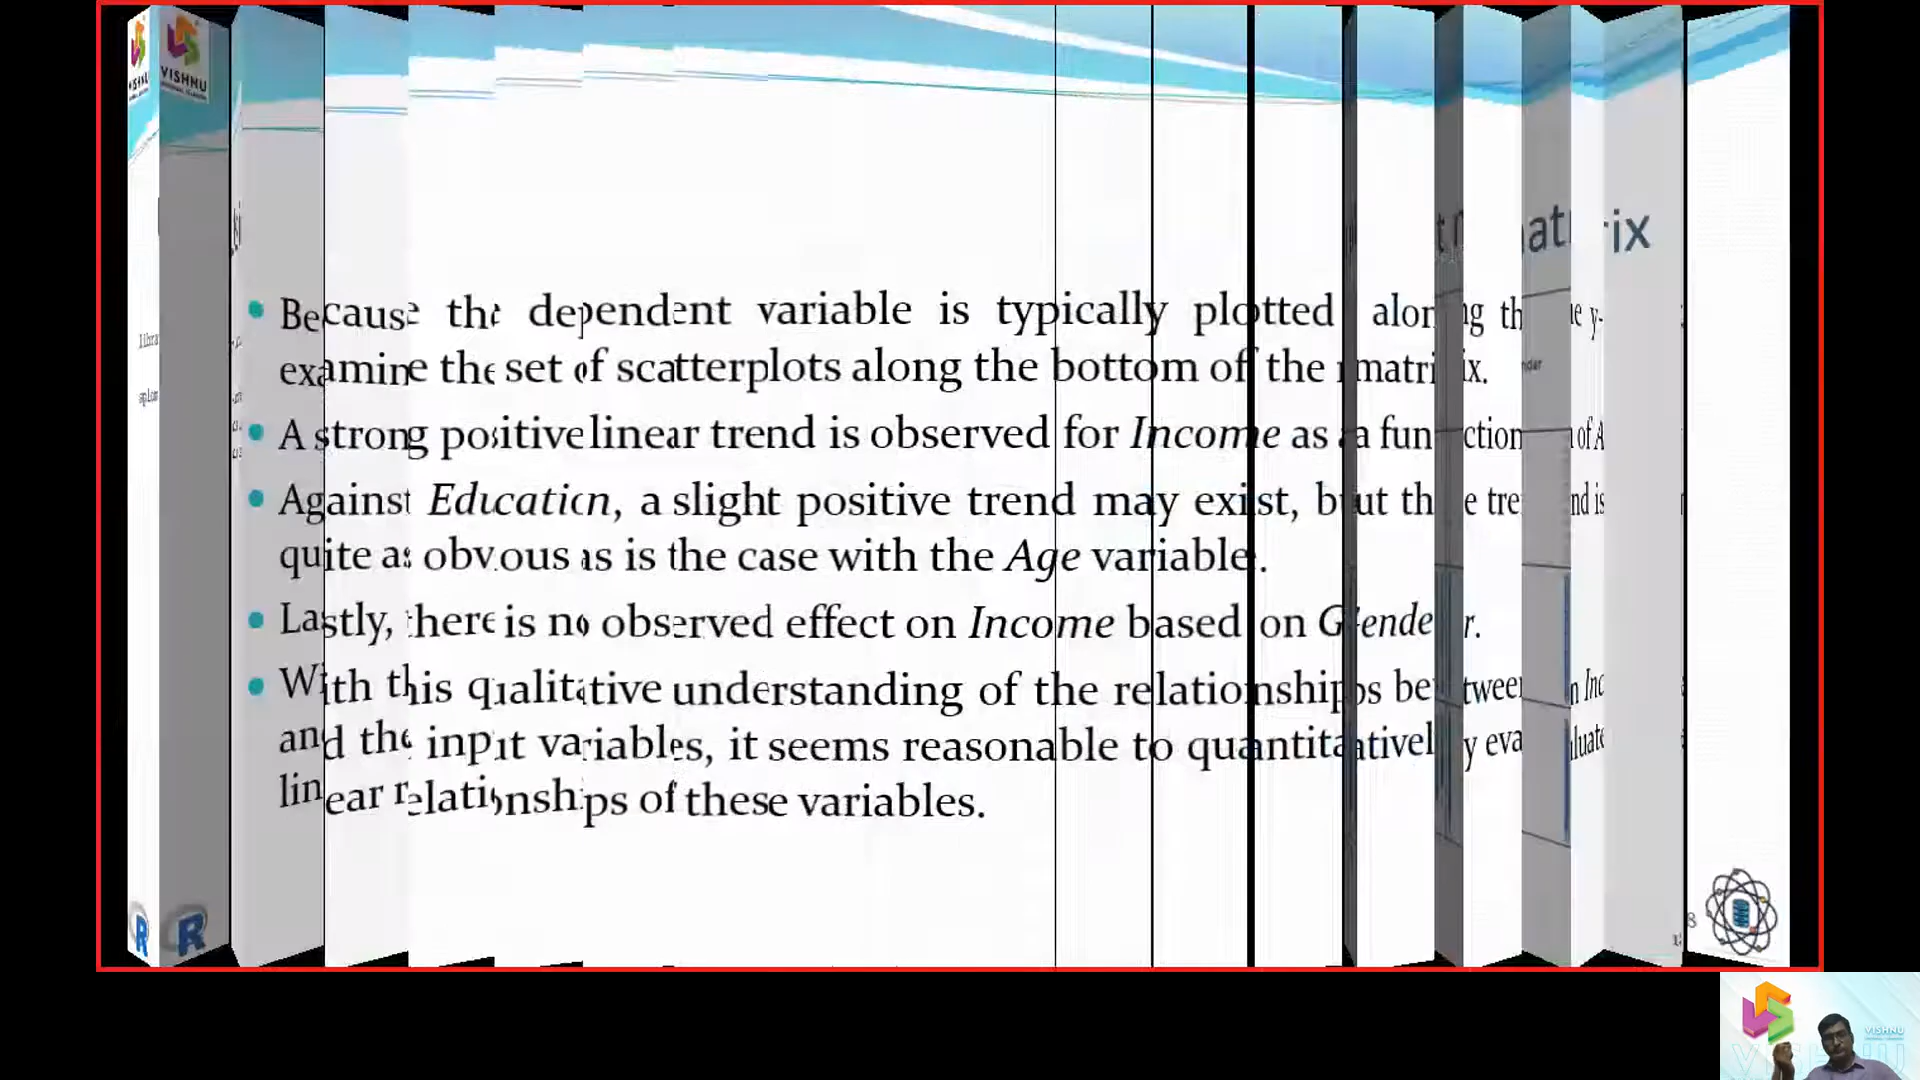 VISHNU
VISHNU
Because the dependent variable is typically plotted along the y-
examine the set of scatterplots along the bottom of the matrix.
A strong positive linear trend is observed for Income as a function of A
Against Education, a slight positive trend may exist, but the trend is
quite as obvious as is the case with the Age variable.
Lastly, there is no observed effect on Income based on Gender.
With this qualitative understanding of the relationships between Inc
and the input variables, it seems reasonable to quantitatively evaluate
linear relationships of these variables.
R R
VISHNU